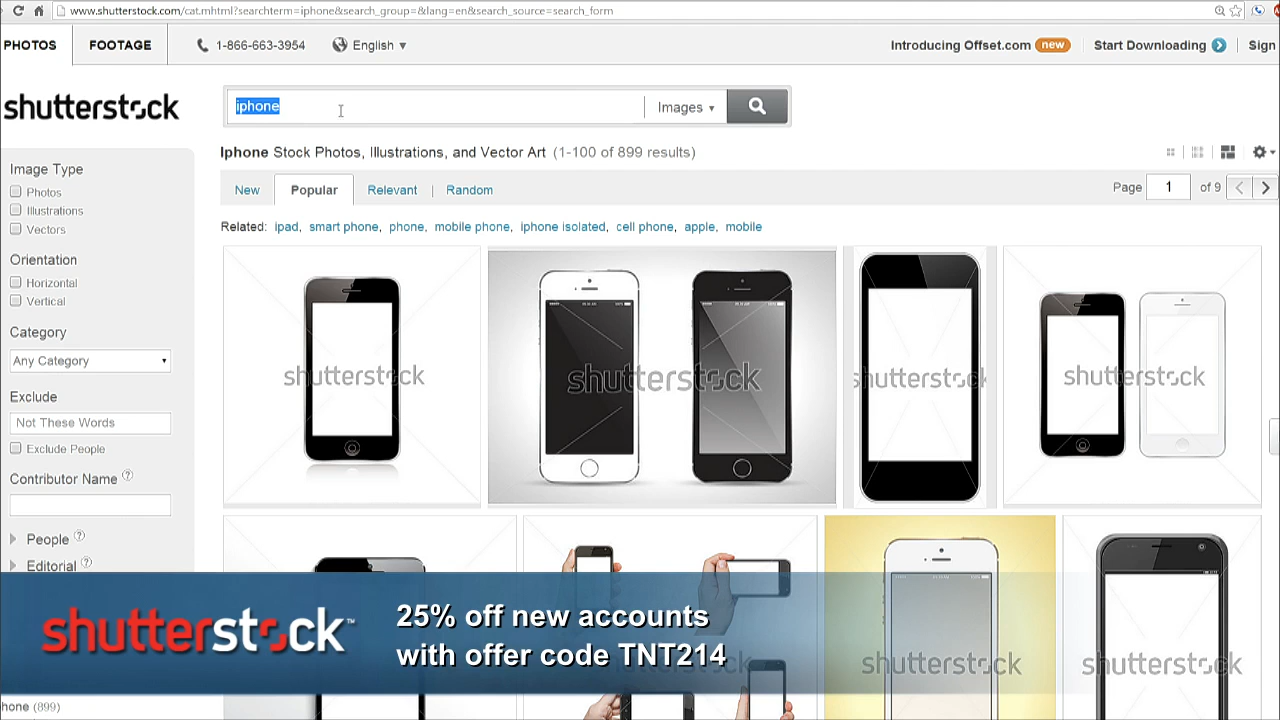 www.shutterstock.com/cat.mhtml?searchterm=iphone&search_group=&lang=en&search_source=search_form
PHOTOS
FOOTAGE
1-866-663-3954
English
Introducing Offset.com new
Start Downloading
Sign
shutterstock
iphone
Images
Iphone Stock Photos, Illustrations, and Vector Art (1-100 of 899 results)
New
Popular
Relevant
Random
Page 1 of 9
Related: ipad, smart phone, phone, mobile phone, iphone isolated, cell phone, apple, mobile
Image Type
Photos
Illustrations
Vectors
Orientation
Horizontal
Vertical
Category
Any Category
Exclude
Not These Words
Exclude People
Contributor Name ?
People ?
Editorial ?
shutterstock
shutterstock
shutterstock
shutterstock
shutterstock™
25% off new accounts
with offer code TNT214
shutterstock
shutterstock
phone (899)